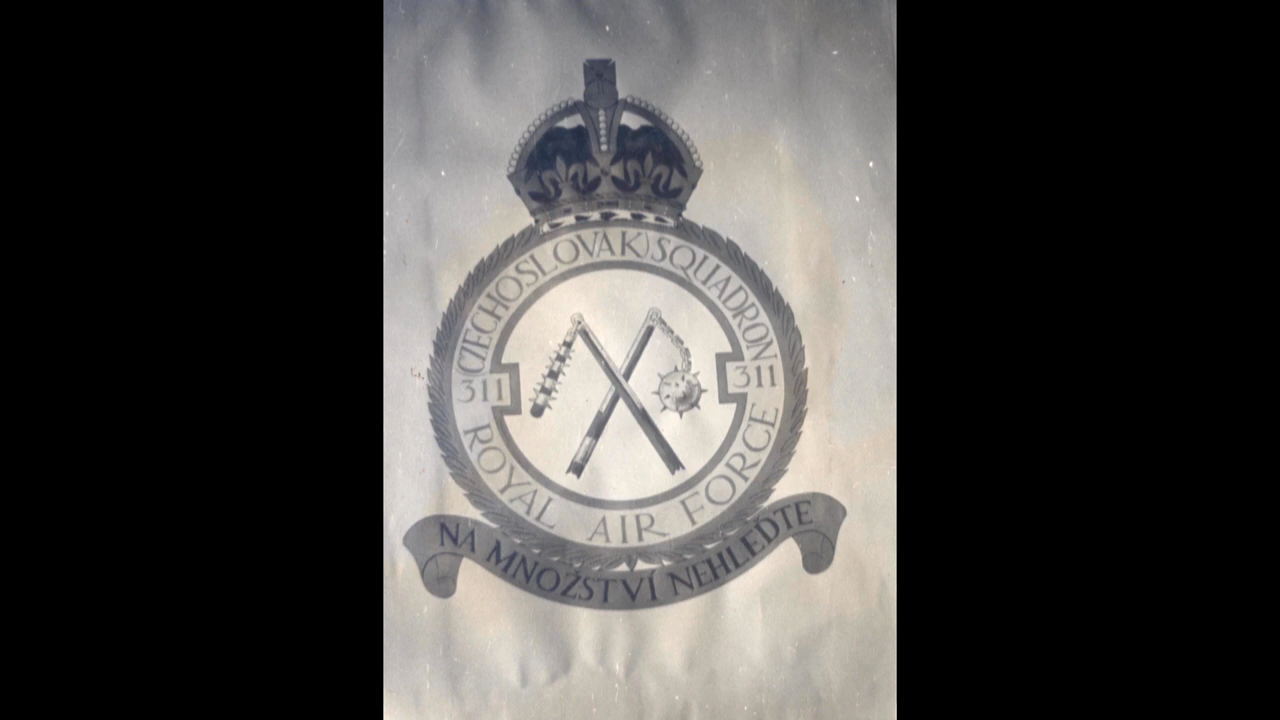 (CZECHOSLOVAK) SQUADRON
311 311
ROYAL AIR FORCE
NA MNOŽSTVÍ NEHLEĎTE